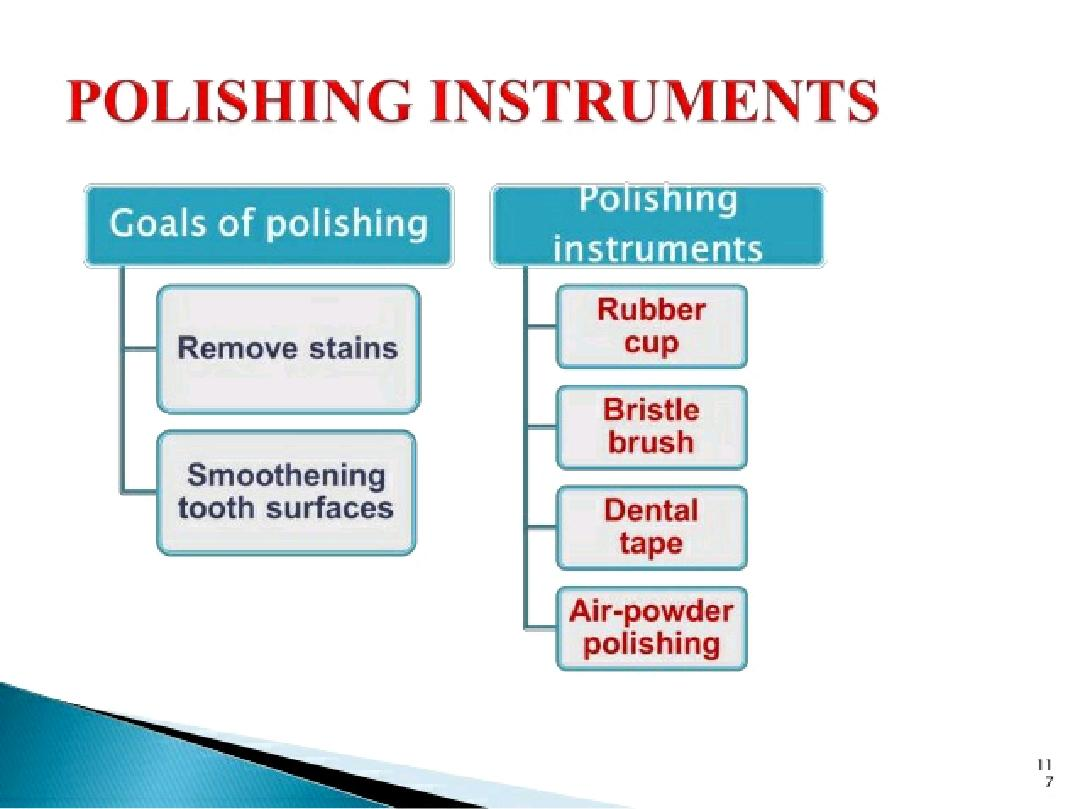 POLISHING INSTRUMENTS
Goals of polishing
Remove stains
Smoothening
tooth surfaces
Polishing
instruments
Rubber
cup
Bristle
brush
Dental
tape
Air-powder
polishing
11
7